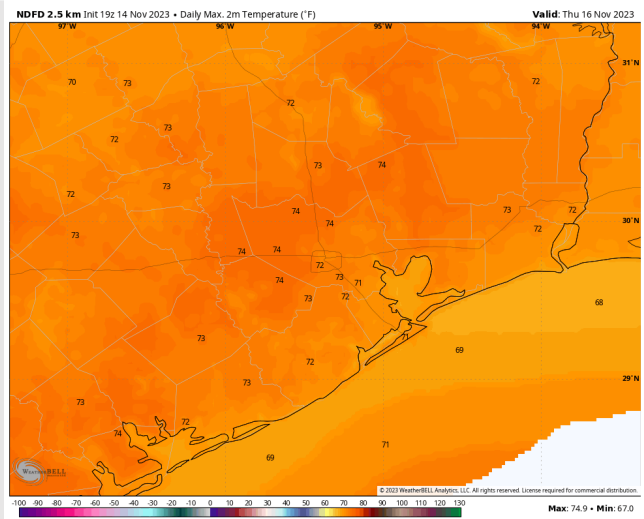 NDFD 2.5 km Init 19z 14 Nov 2023 • Daily Max. 2m Temperature (°F) Valid: Thu 16 Nov 2023
97°W 96°W 95°W 94°W
31°N
70 73 72
72
73
72
73 74
72 73
74 73 72
30°N
74 72
73
74 74
72
73 71
74
73 72
68
73 71
69
72
29°N
73
73
72
74
71
69
WEATHERBELL
© 2023 WeatherBELL Analytics, LLC. All rights reserved. License required for commercial distribution.
-100 -90 -80 -70 -60 -50 -40 -30 -20 -10 0 10 20 30 40 50 60 70 80 90 100 110 120 130
Max: 74.9 • Min: 67.0